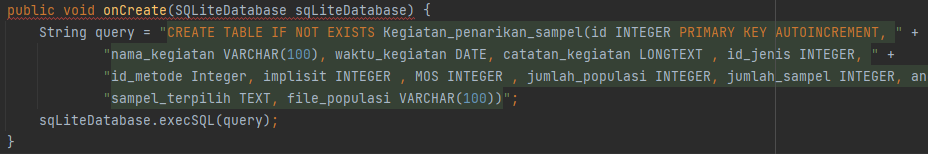 public void onCreate(SQLiteDatabase sqLiteDatabase) {
String query = "CREATE TABLE IF NOT EXISTS Kegiatan_penarikan_sampel(id INTEGER PRIMARY KEY AUTOINCREMENT, " +
"nama_kegiatan VARCHAR(100), waktu_kegiatan DATE, catatan_kegiatan LONGTEXT , id_jenis INTEGER, " +
"id_metode Integer, implisit INTEGER , MOS INTEGER , jumlah_populasi INTEGER, jumlah_sampel INTEGER, an
"sampel_terpilih TEXT, file_populasi VARCHAR(100))";
sqLiteDatabase.execSQL(query);
}